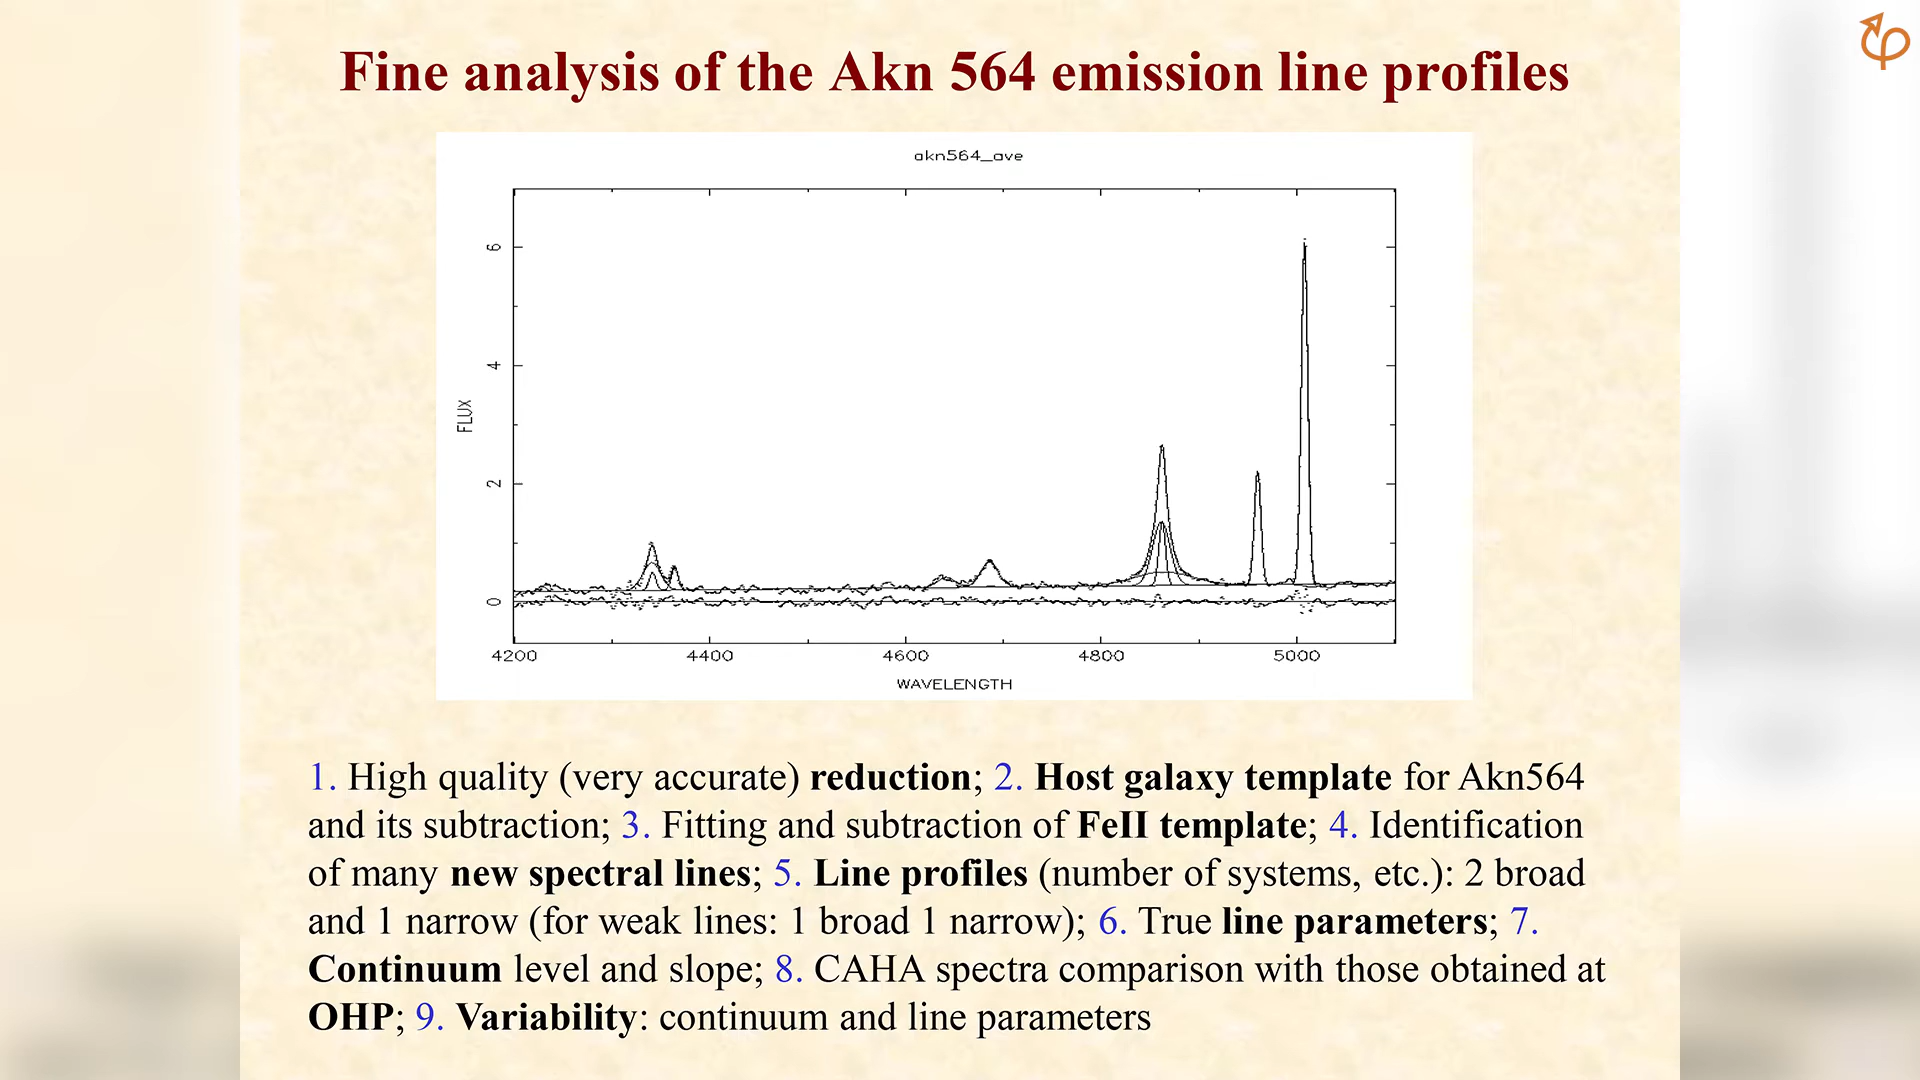 Fine analysis of the Akn 564 emission line profiles
akn564_ave
6
4
2
0
FLUX
4200 4400 4600 4800 5000
WAVELENGTH
1. High quality (very accurate) reduction; 2. Host galaxy template for Akn564
and its subtraction; 3. Fitting and subtraction of FeII template; 4. Identification
of many new spectral lines; 5. Line profiles (number of systems, etc.): 2 broad
and 1 narrow (for weak lines: 1 broad 1 narrow); 6. True line parameters; 7.
Continuum level and slope; 8. CAHA spectra comparison with those obtained at
OHP; 9. Variability: continuum and line parameters